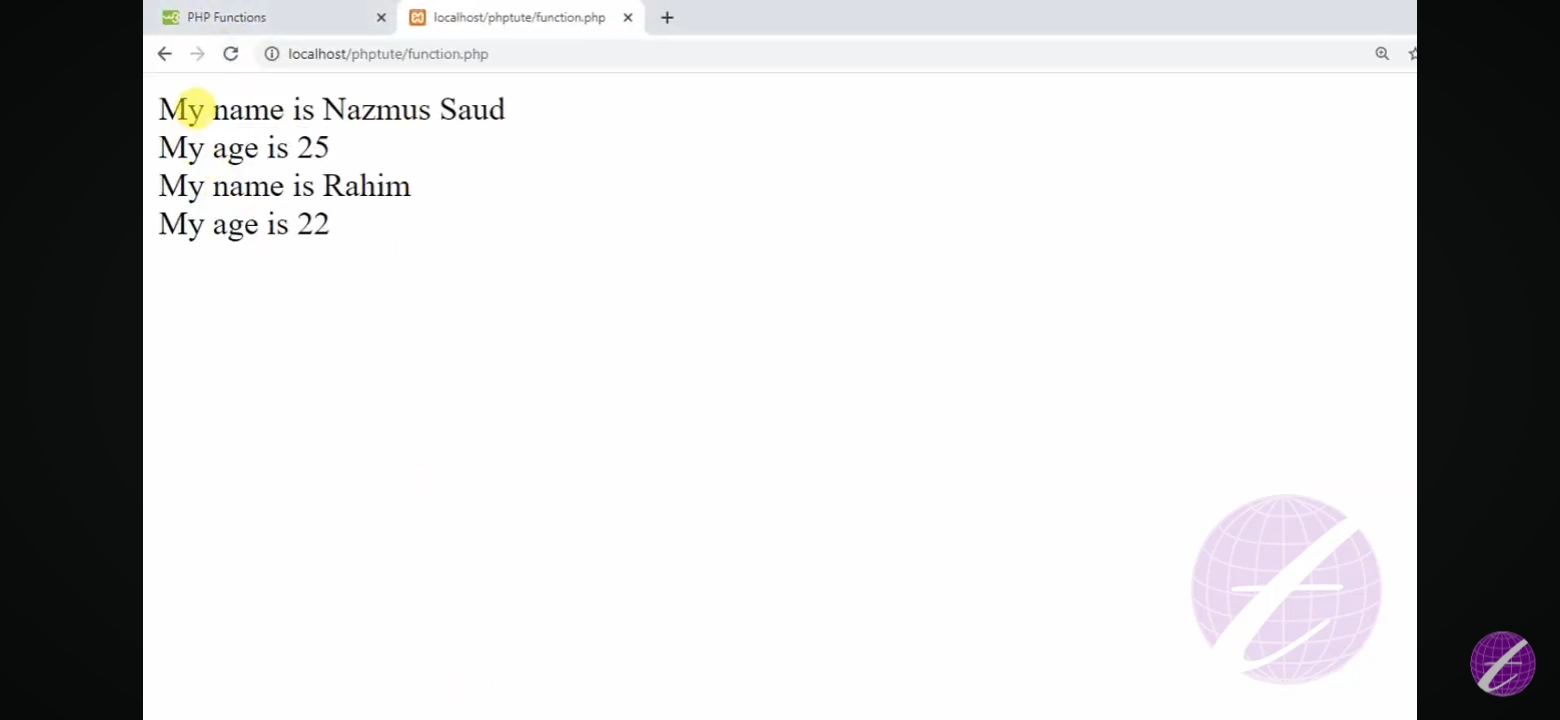 PHP Functions
localhost/phptute/function.php
localhost/phptute/function.php
My name is Nazmus Saud
My age is 25
My name is Rahim
My age is 22